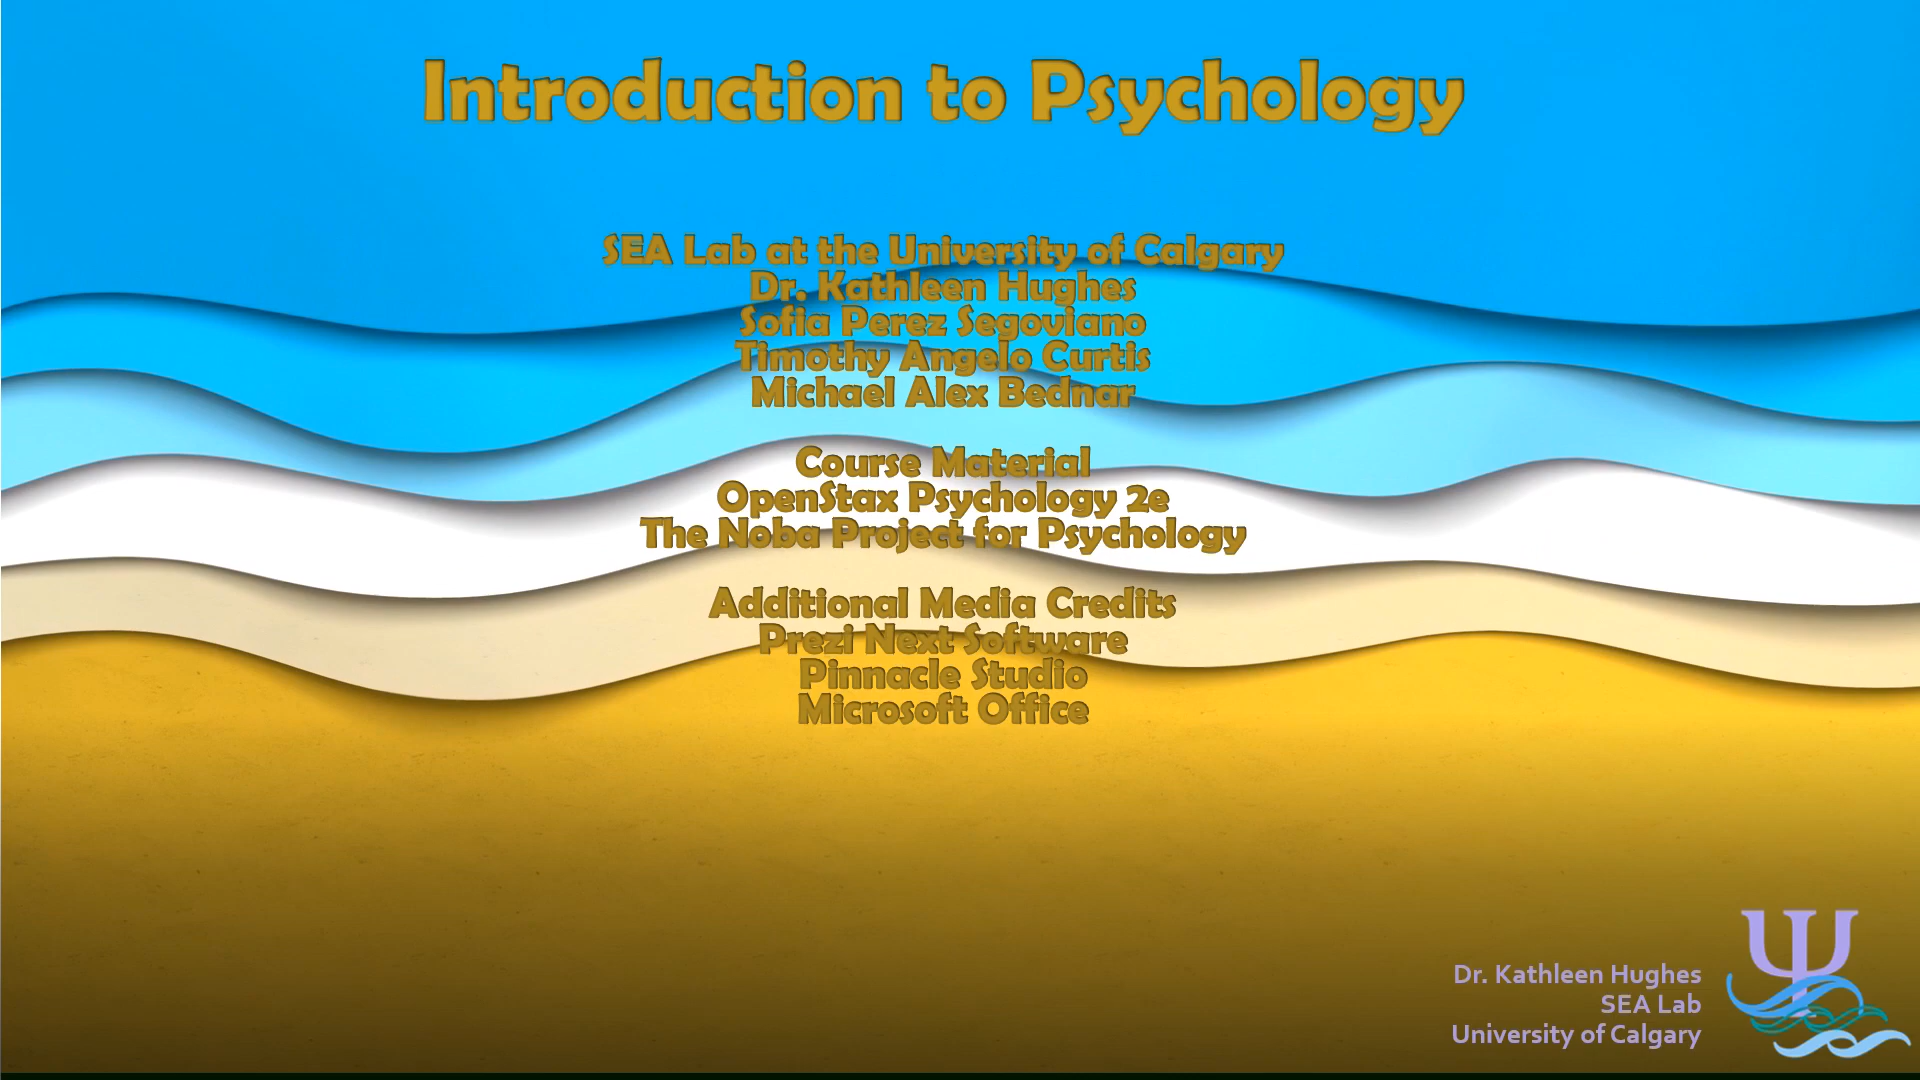 Introduction to Psychology
SEA Lab at the University of Calgary
Dr. Kathleen Hughes
Sofia Perez Segoviano
Timothy Angelo Curtis
Michael Alex Bednar
Course Material
OpenStax Psychology 2e
The Noba Project for Psychology
Additional Media Credits
Prezi Next Software
Pinnacle Studio
Microsoft Office
Dr. Kathleen Hughes
SEA Lab
University of Calgary
Ψ